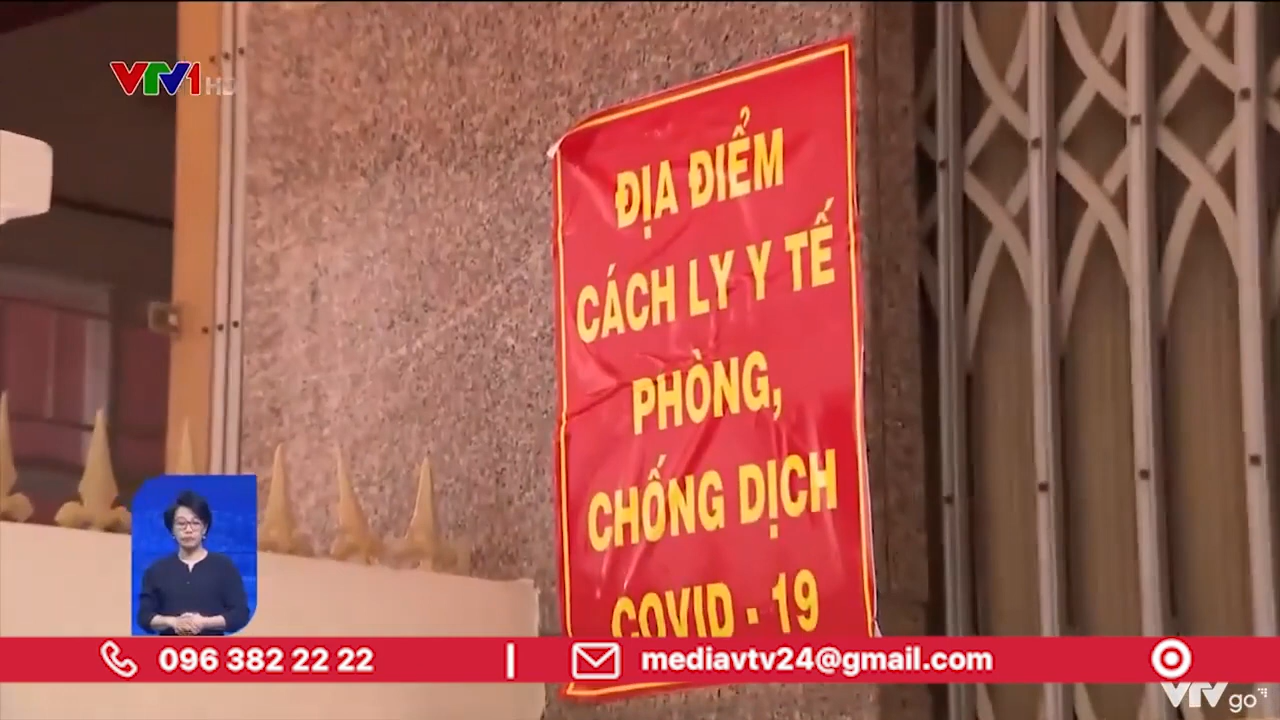 VTV1 HD
ĐỊA ĐIỂM
CÁCH LY Y TẾ
PHÒNG,
CHỐNG DỊCH
COVID - 19
096 382 22 22 | mediavtv24@gmail.com
VTV go